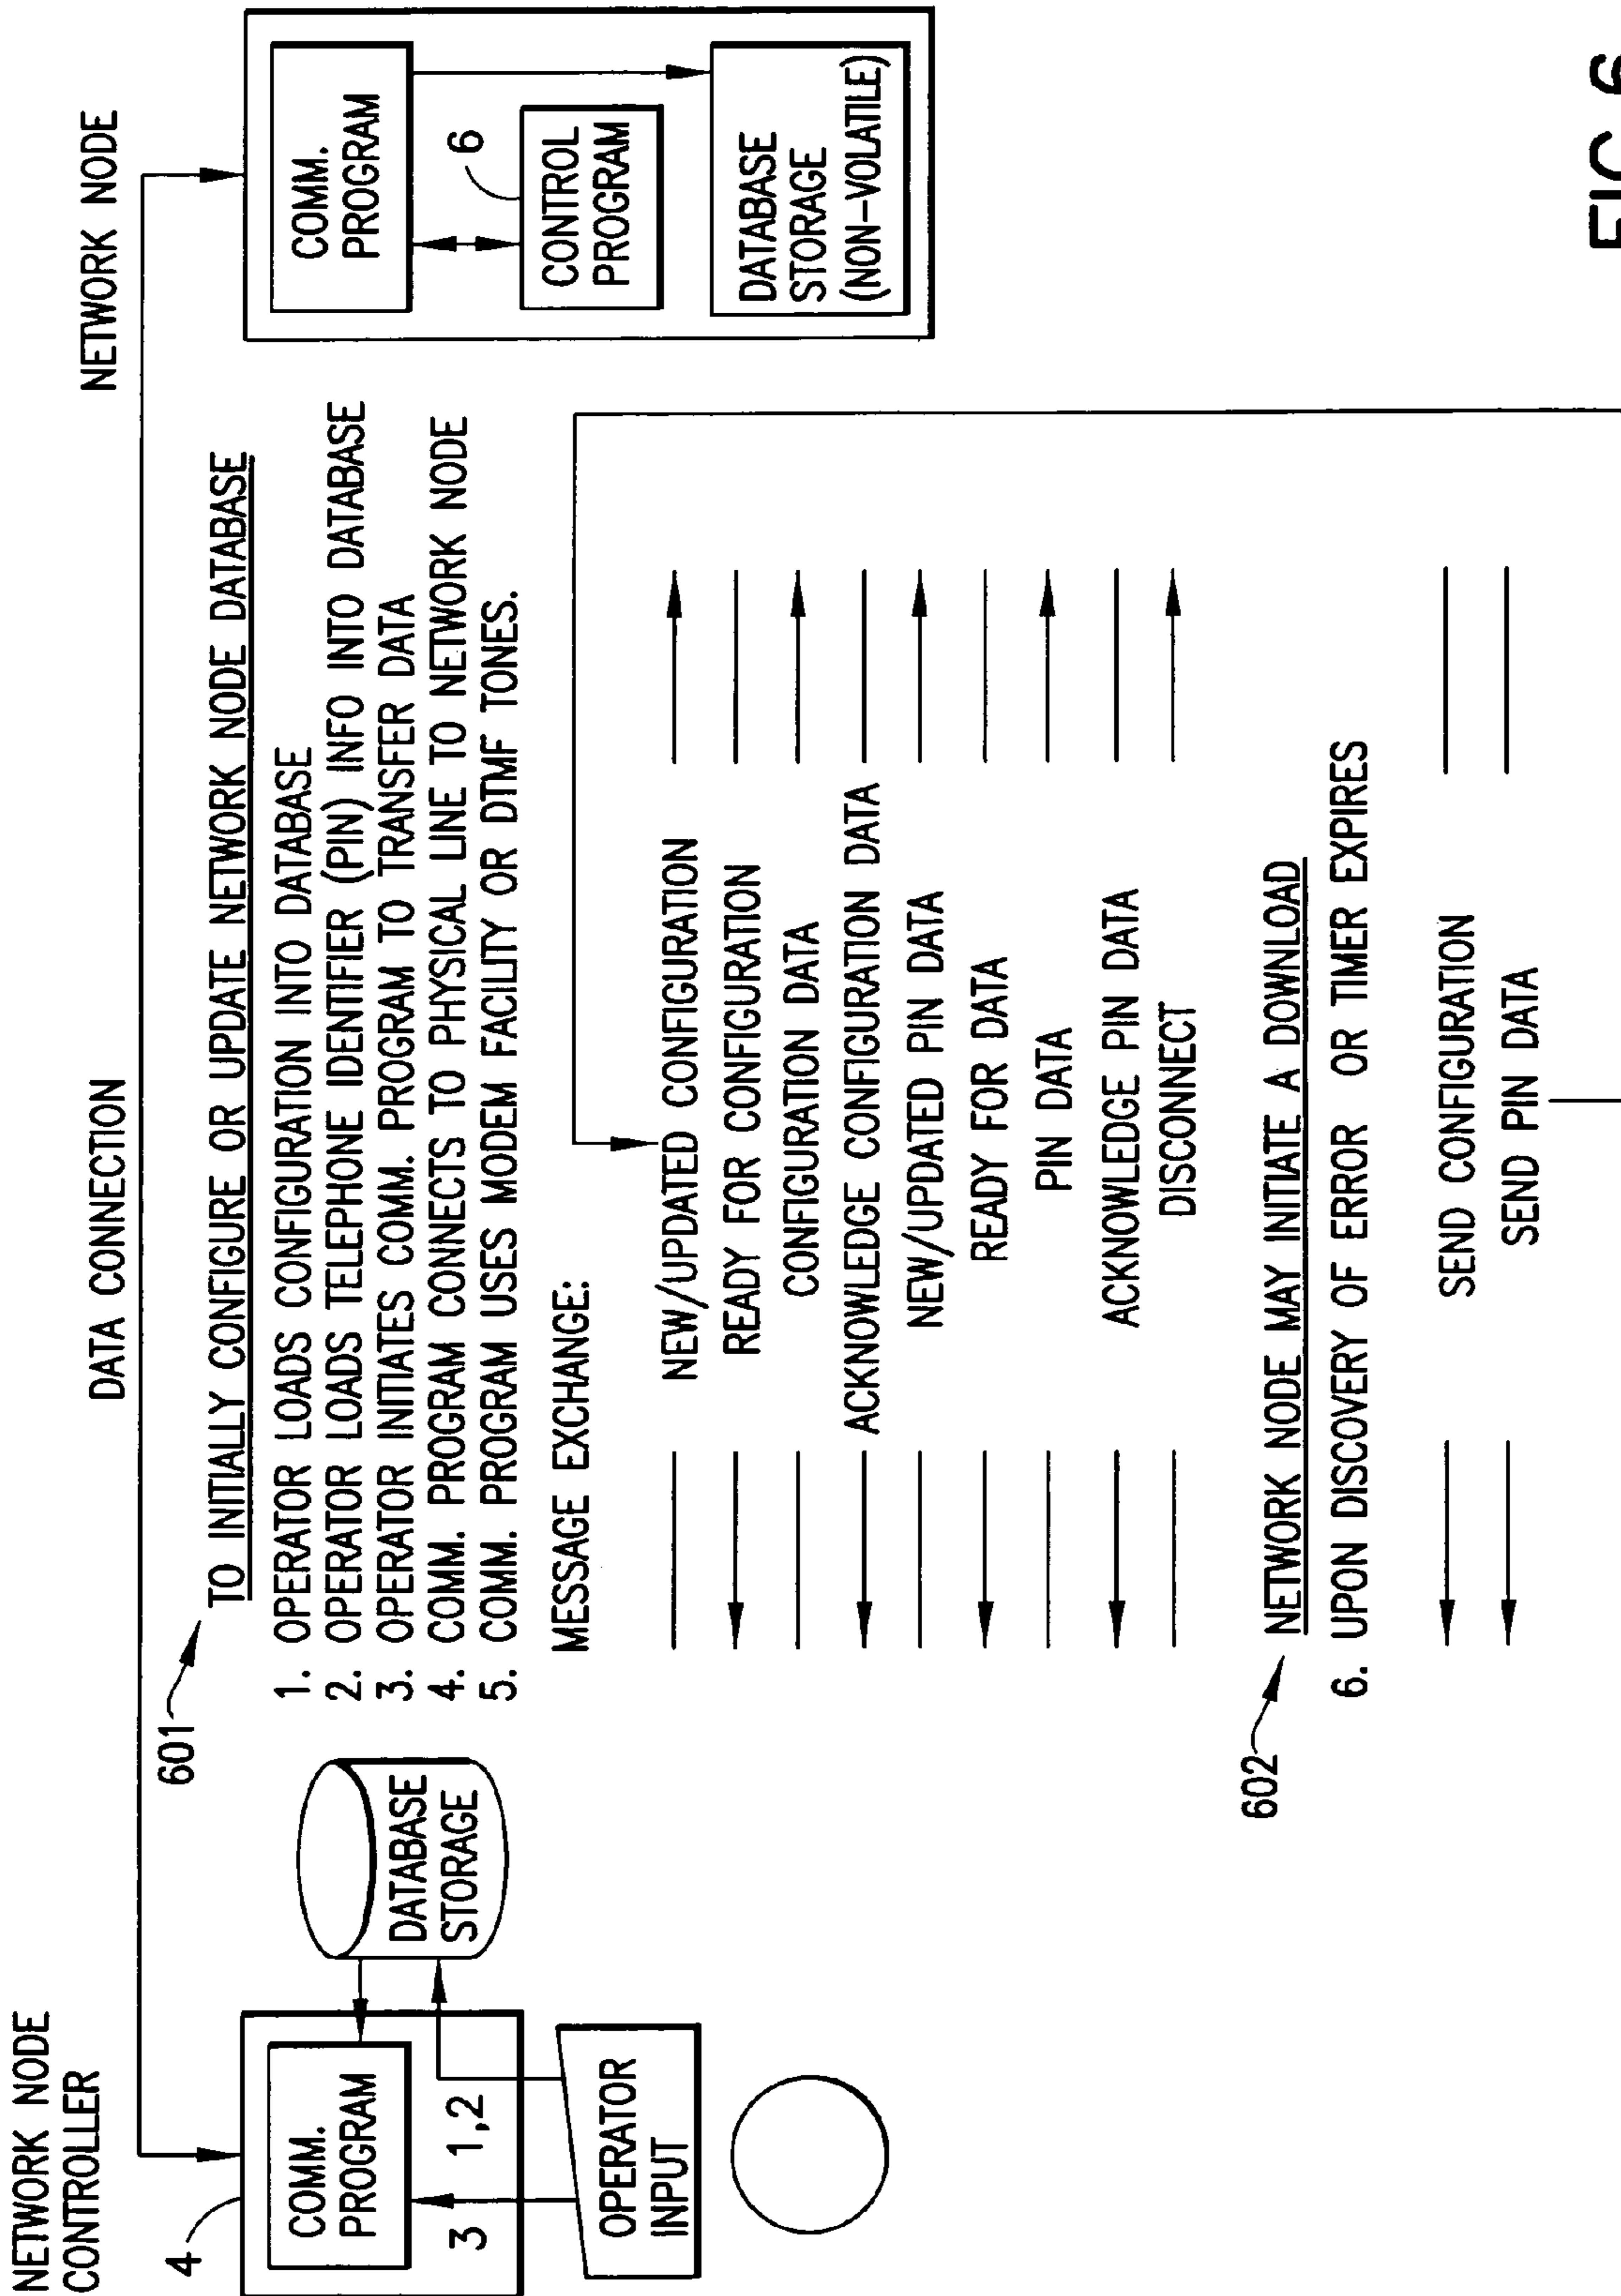 NETWORK NODE
CONTROLLER
DATA CONNECTION
NETWORK NODE
4
COMM.
PROGRAM
3
1,2
DATABASE
STORAGE
OPERATOR
INPUT
601
TO INITIALLY CONFIGURE OR UPDATE NETWORK NODE DATABASE
1. OPERATOR LOADS CONFIGURATION INTO DATABASE
2. OPERATOR LOADS TELEPHONE IDENTIFIER (PIN) INFO INTO DATABASE
3. OPERATOR INITIATES COMM. PROGRAM TO TRANSFER DATA
4. COMM. PROGRAM CONNECTS TO PHYSICAL LINE TO NETWORK NODE
5. COMM. PROGRAM USES MODEM FACILITY OR DTMF TONES.
MESSAGE EXCHANGE:
NEW/UPDATED CONFIGURATION
READY FOR CONFIGURATION
CONFIGURATION DATA
ACKNOWLEDGE CONFIGURATION DATA
NEW/UPDATED PIN DATA
READY FOR DATA
PIN DATA
ACKNOWLEDGE PIN DATA
DISCONNECT
602
NETWORK NODE MAY INITIATE A DOWNLOAD
6. UPON DISCOVERY OF ERROR OR TIMER EXPIRES
SEND CONFIGURATION
SEND PIN DATA
COMM.
PROGRAM
6
CONTROL
PROGRAM
DATABASE
STORAGE
(NON-VOLATILE)